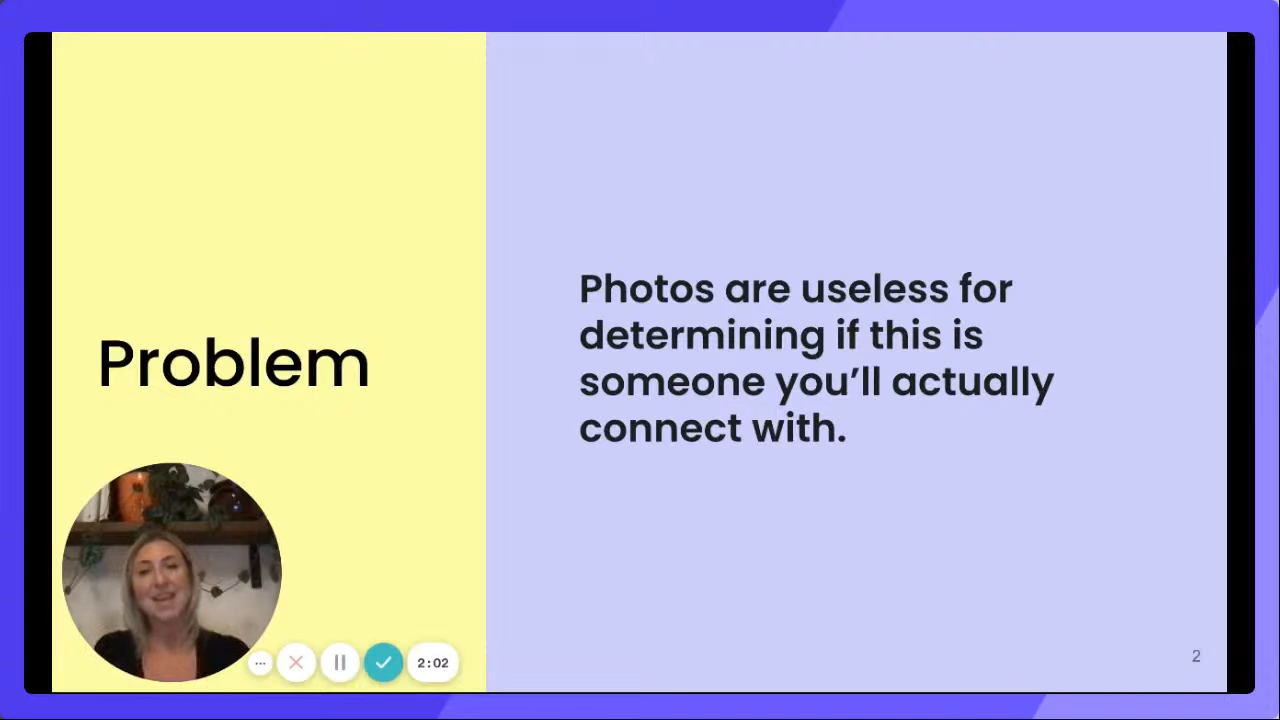 Problem
Photos are useless for
determining if this is
someone you’ll actually
connect with.
2:02
2